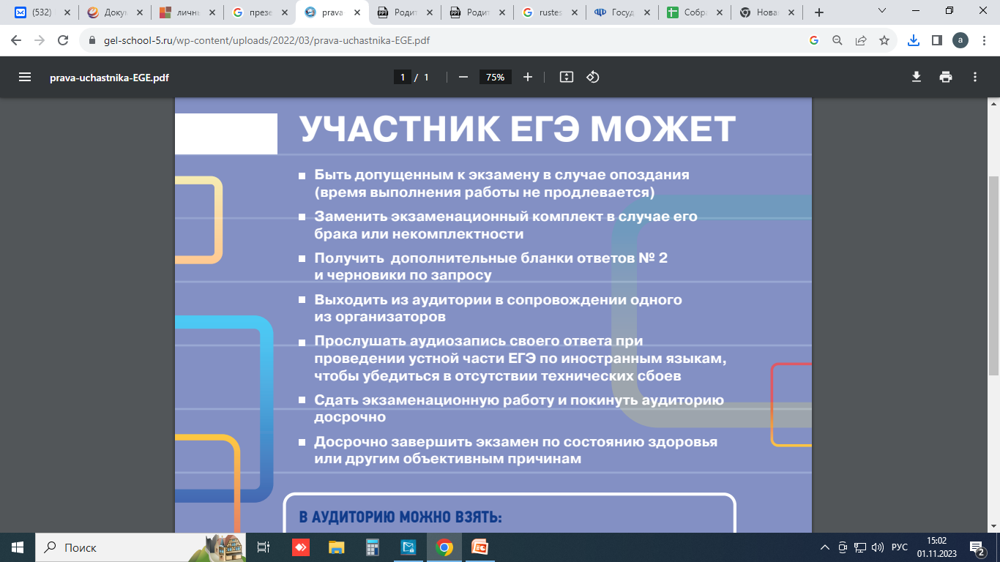 (532)
Докум
личны
презе
prava
Родит
Родит
rustes
Госуд
Собра
Новая
gel-school-5.ru/wp-content/uploads/2022/03/prava-uchastnika-EGE.pdf
a
prava-uchastnika-EGE.pdf
1 / 1
75%
УЧАСТНИК ЕГЭ МОЖЕТ
Быть допущенным к экзамену в случае опоздания
(время выполнения работы не продлевается)
Заменить экзаменационный комплект в случае его
брака или некомплектности
Получить дополнительные бланки ответов № 2
и черновики по запросу
Выходить из аудитории в сопровождении одного
из организаторов
Прослушать аудиозапись своего ответа при
проведении устной части ЕГЭ по иностранным языкам,
чтобы убедиться в отсутствии технических сбоев
Сдать экзаменационную работу и покинуть аудиторию
досрочно
Досрочно завершить экзамен по состоянию здоровья
или другим объективным причинам
В АУДИТОРИЮ МОЖНО ВЗЯТЬ:
Поиск
РУС
15:02
01.11.2023
2